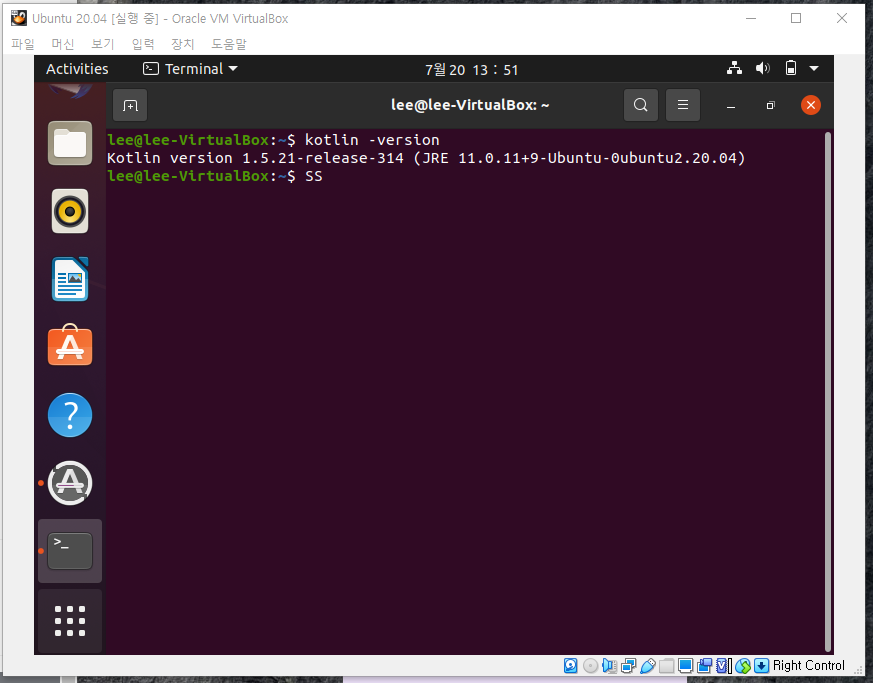 Ubuntu 20.04 [실행 중] - Oracle VM VirtualBox
파일 머신 보기 입력 장치 도움말
Activities Terminal 7월 20 13 : 51
lee@lee-VirtualBox: ~
lee@lee-VirtualBox:~$ kotlin -version
Kotlin version 1.5.21-release-314 (JRE 11.0.11+9-Ubuntu-0ubuntu2.20.04)
lee@lee-VirtualBox:~$ SS
Right Control